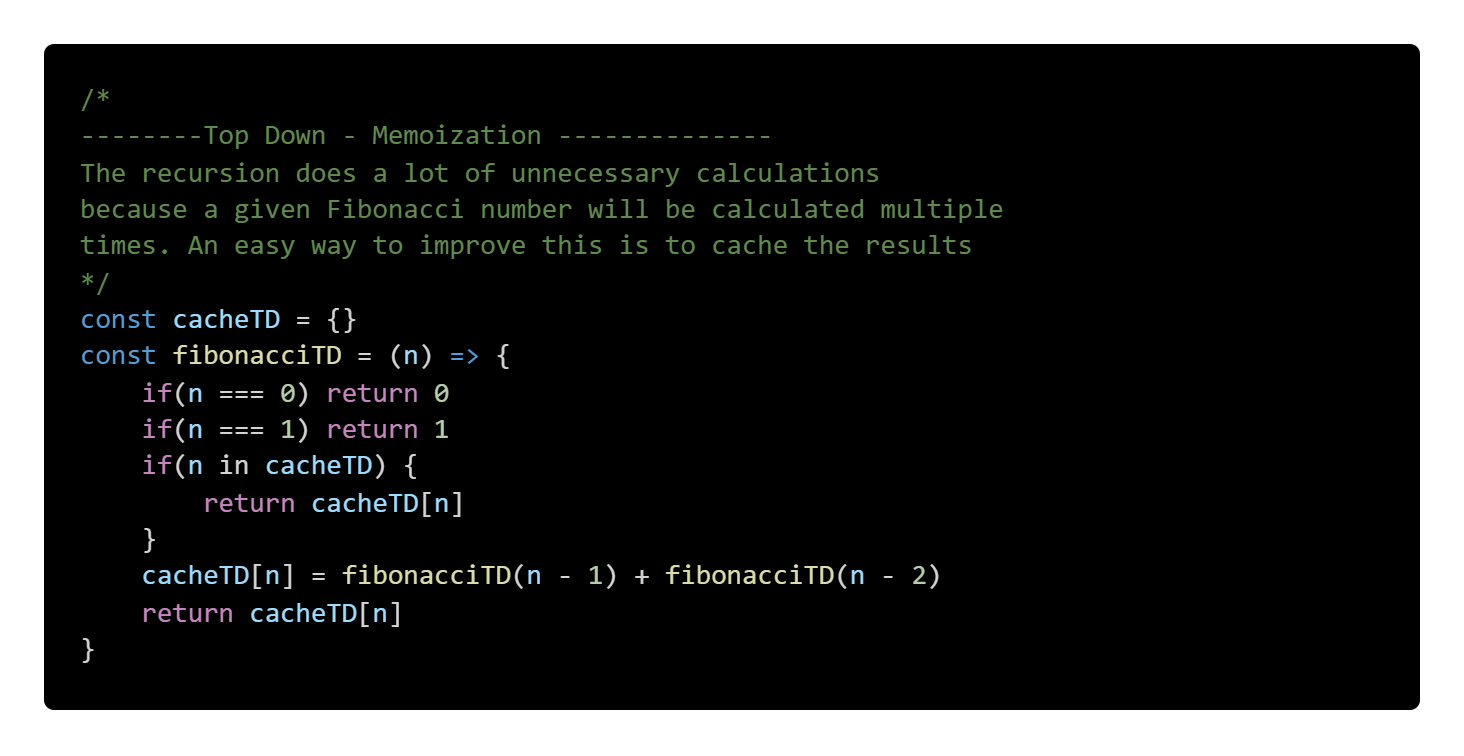 /*
--------Top Down - Memoization --------------
The recursion does a lot of unnecessary calculations
because a given Fibonacci number will be calculated multiple
times. An easy way to improve this is to cache the results
*/
const cacheTD = {}
const fibonacciTD = (n) => {
    if(n === 0) return 0
    if(n === 1) return 1
    if(n in cacheTD) {
        return cacheTD[n]
    }
    cacheTD[n] = fibonacciTD(n - 1) + fibonacciTD(n - 2)
    return cacheTD[n]
}